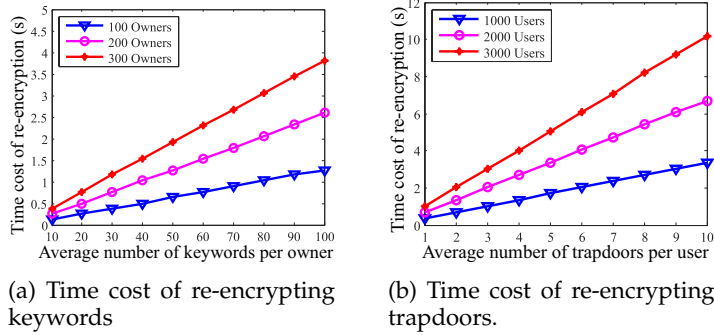 Time cost of re-encryption (s)
5
4.5
4
3.5
3
2.5
2
1.5
1
0.5
0
100 Owners
200 Owners
300 Owners
10 20 30 40 50 60 70 80 90 100
Average number of keywords per owner
(a) Time cost of re-encrypting
keywords
Time cost of re-encryption (s)
12
10
8
6
4
2
0
1000 Users
2000 Users
3000 Users
1 2 3 4 5 6 7 8 9 10
Average number of trapdoors per user
(b) Time cost of re-encrypting
trapdoors.